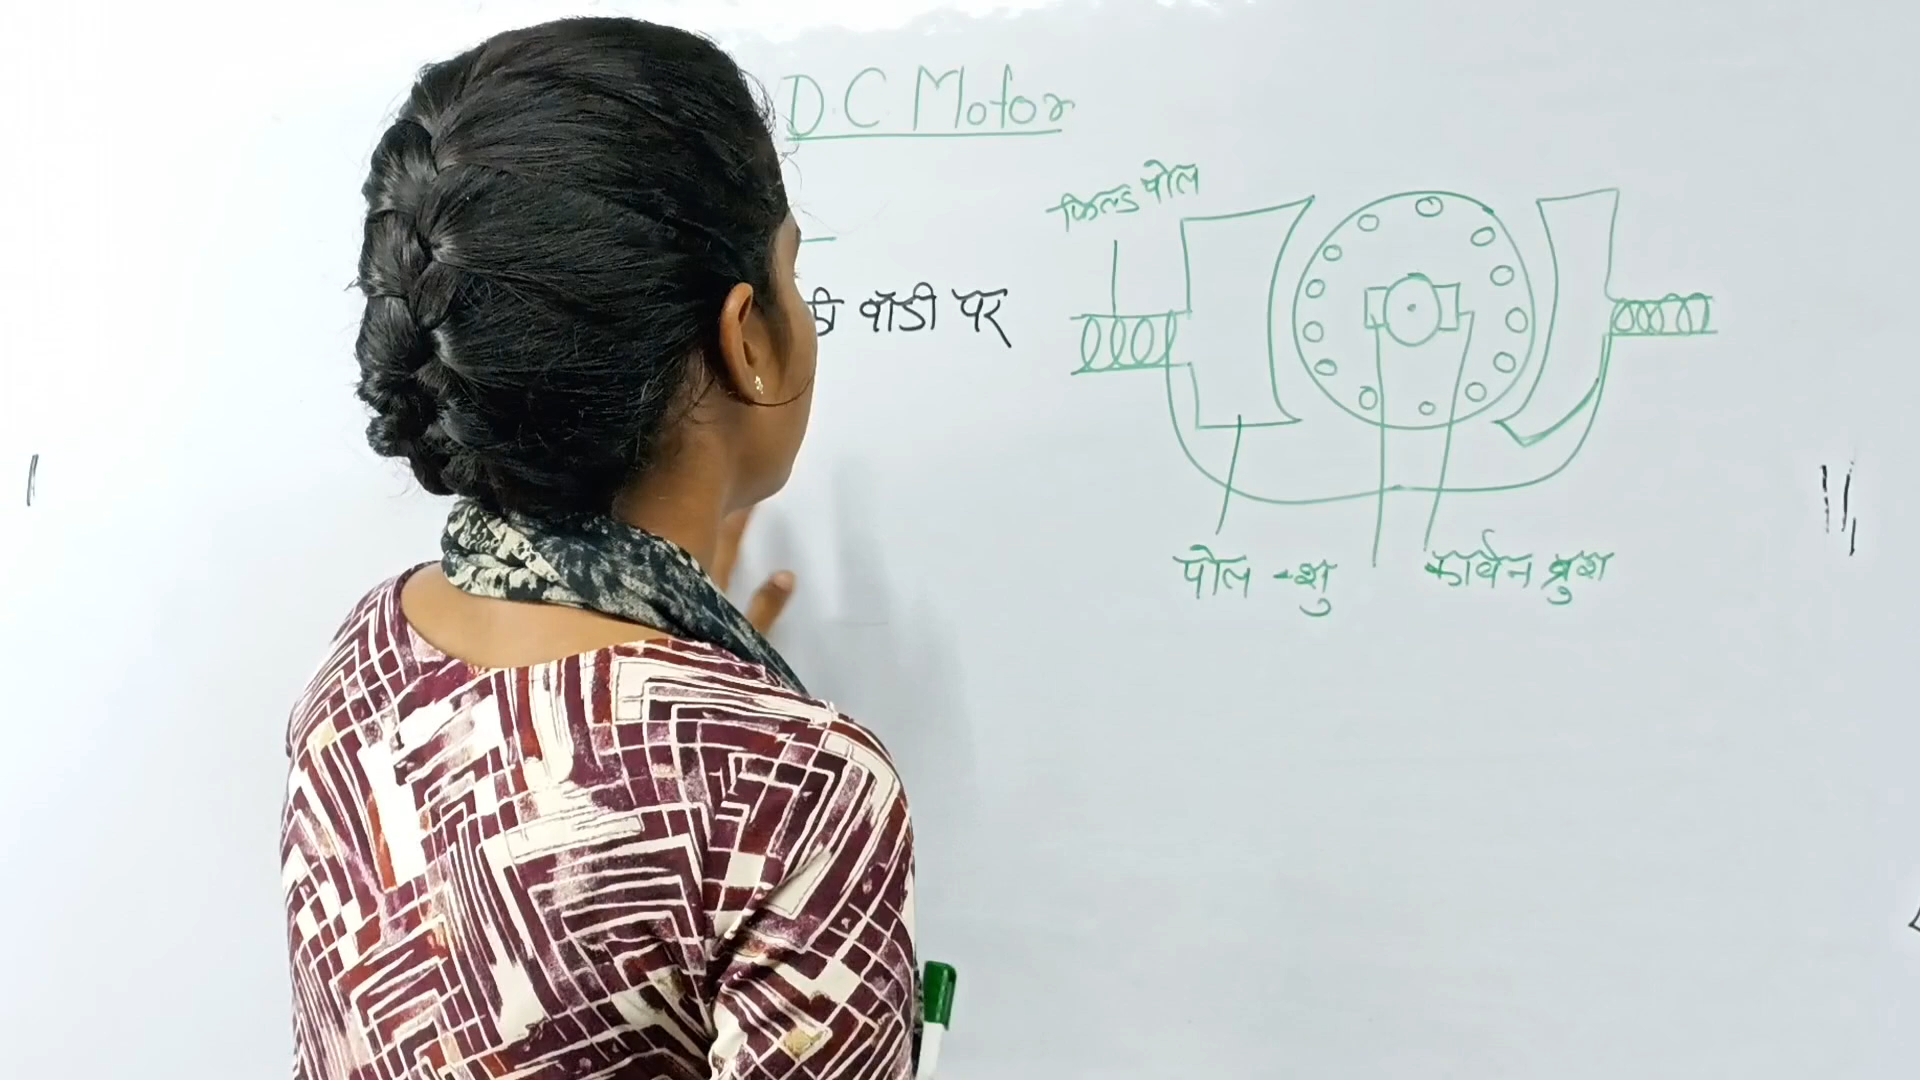 D.C Motor
फिल्ड पोल
बॉडी पर
पोल -शु
कार्बन ब्रुश